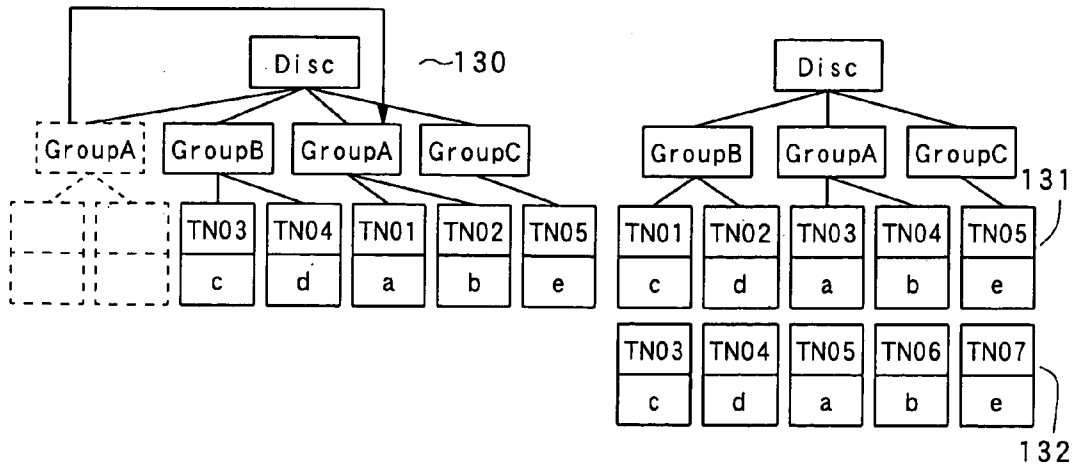 Disc
~130
GroupA GroupB GroupA GroupC
TN03 TN04 TN01 TN02 TN05
c d a b e
Disc
GroupB GroupA GroupC
131
TN01 TN02 TN03 TN04 TN05
c d a b e
TN03 TN04 TN05 TN06 TN07
c d a b e
132